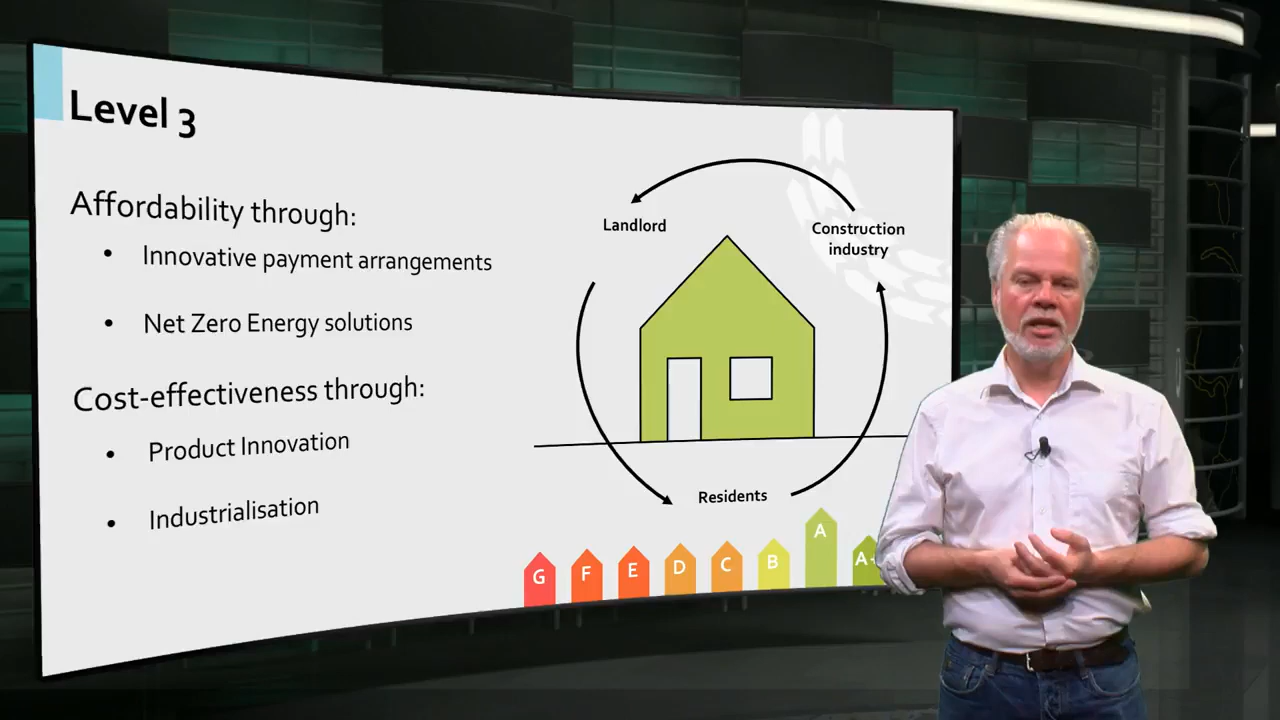 Level 3
Affordability through:
• Innovative payment arrangements
• Net Zero Energy solutions
Cost-effectiveness through:
• Product Innovation
• Industrialisation
Landlord
Construction
industry
Residents
G F E D C B A A+